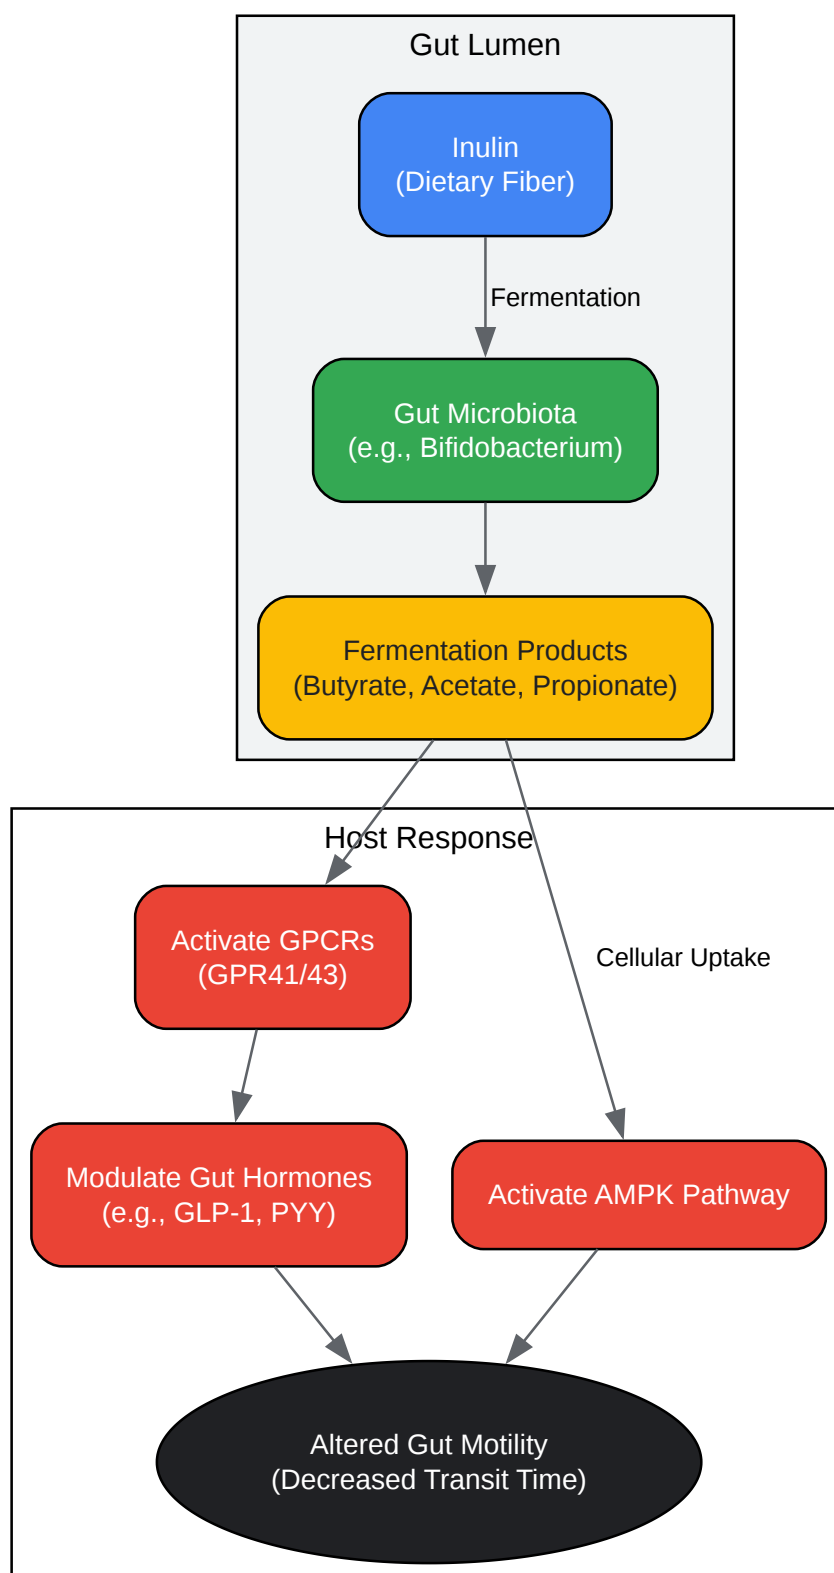 Gut Lumen
Inulin
(Dietary Fiber)
Fermentation
Gut Microbiota
(e.g., Bifidobacterium)
Fermentation Products
(Butyrate, Acetate, Propionate)
Host Response
Activate GPCRs
(GPR41/43)
Cellular Uptake
Modulate Gut Hormones
(e.g., GLP-1, PYY)
Activate AMPK Pathway
Altered Gut Motility
(Decreased Transit Time)